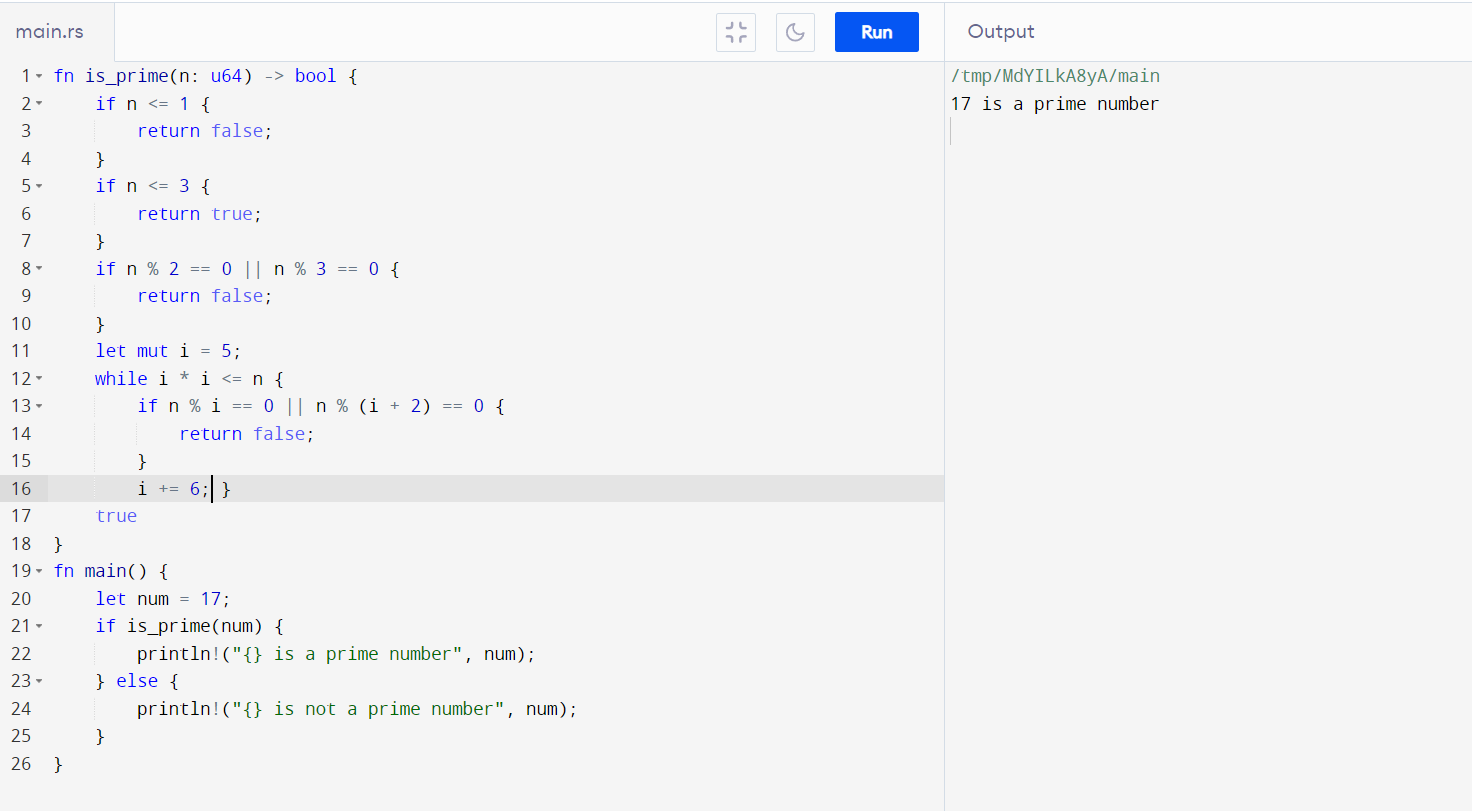 main.rs
Run
Output
1 fn is_prime(n: u64) -> bool {
2     if n <= 1 {
3         return false;
4     }
5     if n <= 3 {
6         return true;
7     }
8     if n % 2 == 0 || n % 3 == 0 {
9         return false;
10     }
11     let mut i = 5;
12     while i * i <= n {
13         if n % i == 0 || n % (i + 2) == 0 {
14             return false;
15         }
16         i += 6; }
17     true
18 }
19 fn main() {
20     let num = 17;
21     if is_prime(num) {
22         println!("{} is a prime number", num);
23     } else {
24         println!("{} is not a prime number", num);
25     }
26 }
/tmp/MdYILkA8yA/main
17 is a prime number